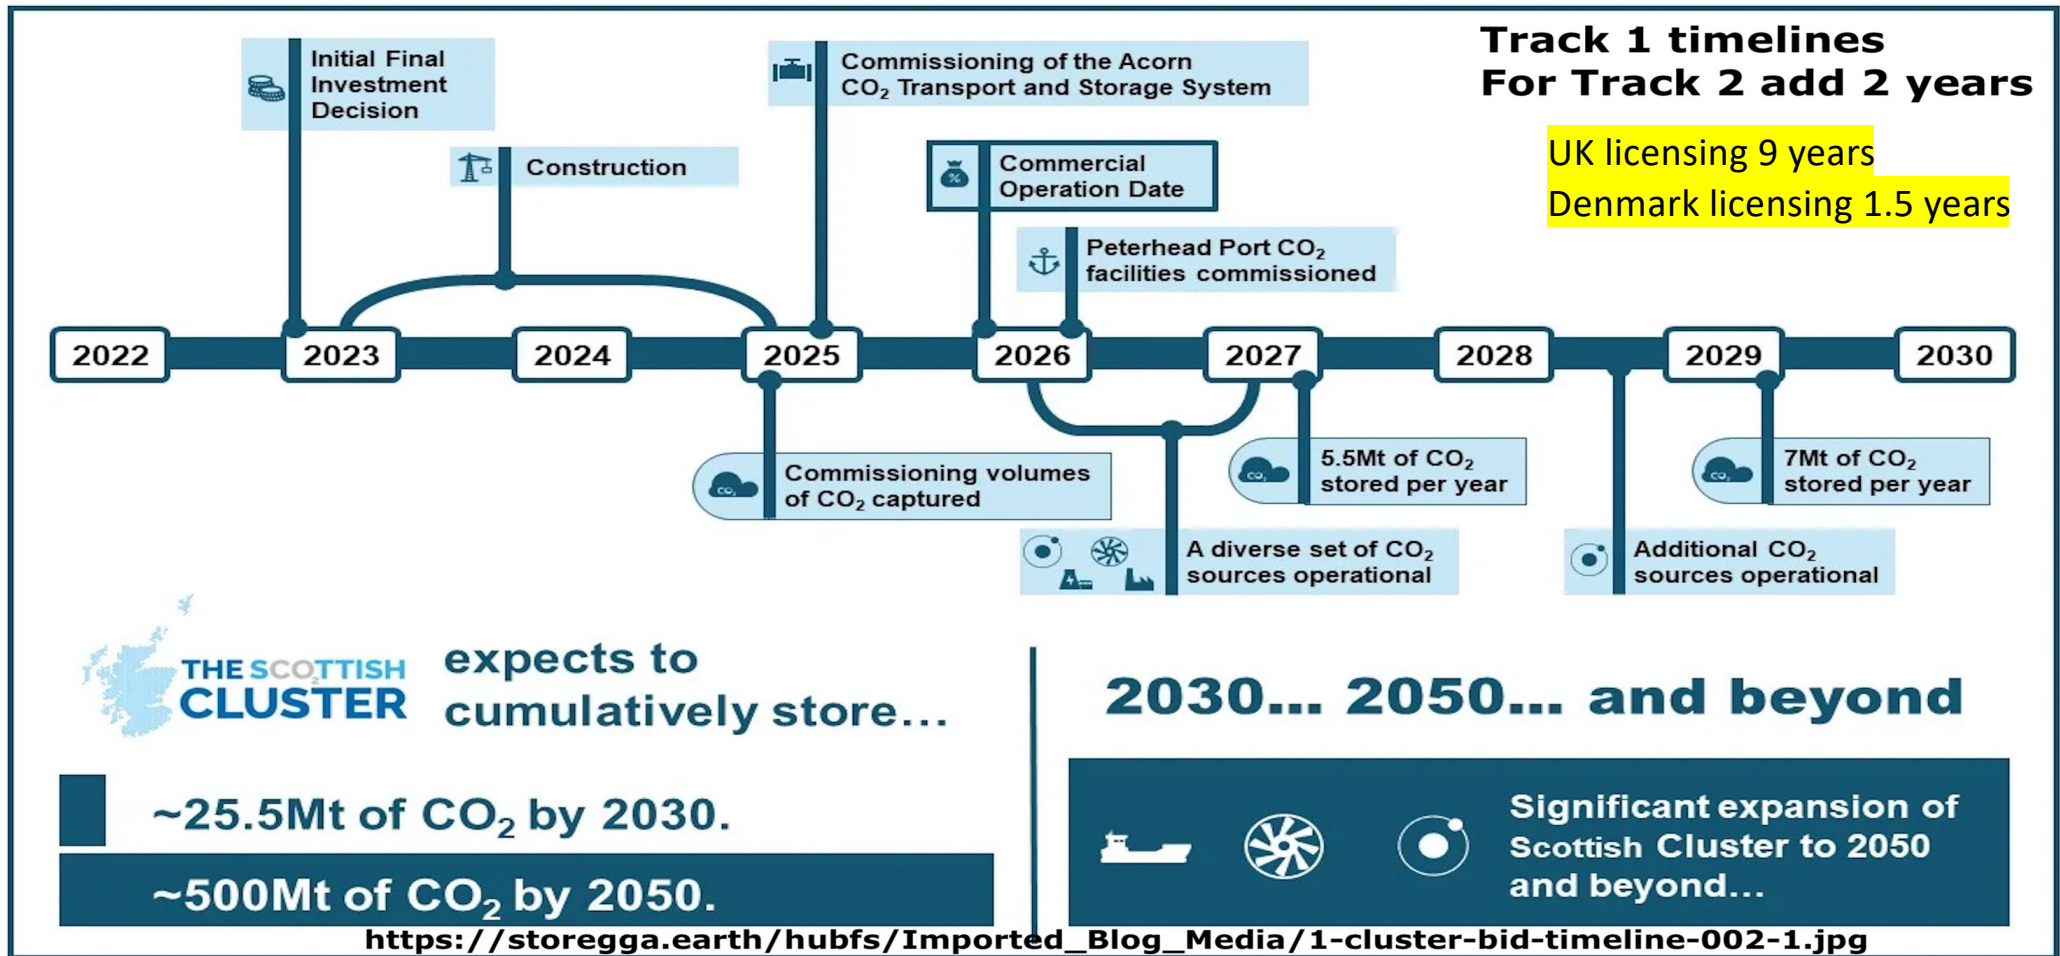 Track 1 timelines
For Track 2 add 2 years
UK licensing 9 years
Denmark licensing 1.5 years
Initial Final
Investment
Decision
Construction
Commissioning of the Acorn
CO₂ Transport and Storage System
%
Commercial
Operation Date
Peterhead Port CO₂
facilities commissioned
2022
2023
2024
2025
2026
2027
2028
2029
2030
CO₂
Commissioning volumes
of CO₂ captured
CO₂
5.5Mt of CO₂
stored per year
CO₂
7Mt of CO₂
stored per year
A diverse set of CO₂
sources operational
Additional CO₂
sources operational
THE SCO₂TTISH
CLUSTER
expects to
cumulatively store...
~25.5Mt of CO₂ by 2030.
~500Mt of CO₂ by 2050.
2030... 2050... and beyond
Significant expansion of
Scottish Cluster to 2050
and beyond...
https://storegga.earth/hubfs/Imported_Blog_Media/1-cluster-bid-timeline-002-1.jpg